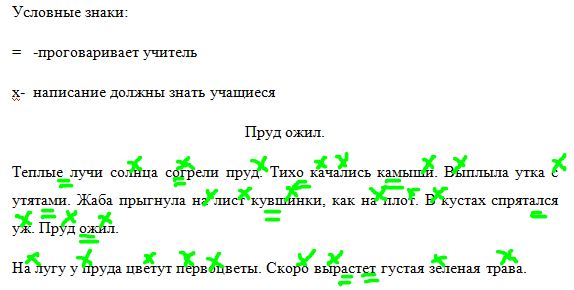 Условные знаки:
= -проговаривает учитель
х- написание должны знать учащиеся
Пруд ожил.
Теплые лучи солнца согрели пруд. Тихо качались камыши. Выплыла утка с
утятами. Жаба прыгнула на лист кувшинки, как на плот. В кустах спрятался
уж. Пруд ожил.
На лугу у пруда цветут первоцветы. Скоро вырастет густая зеленая трава.